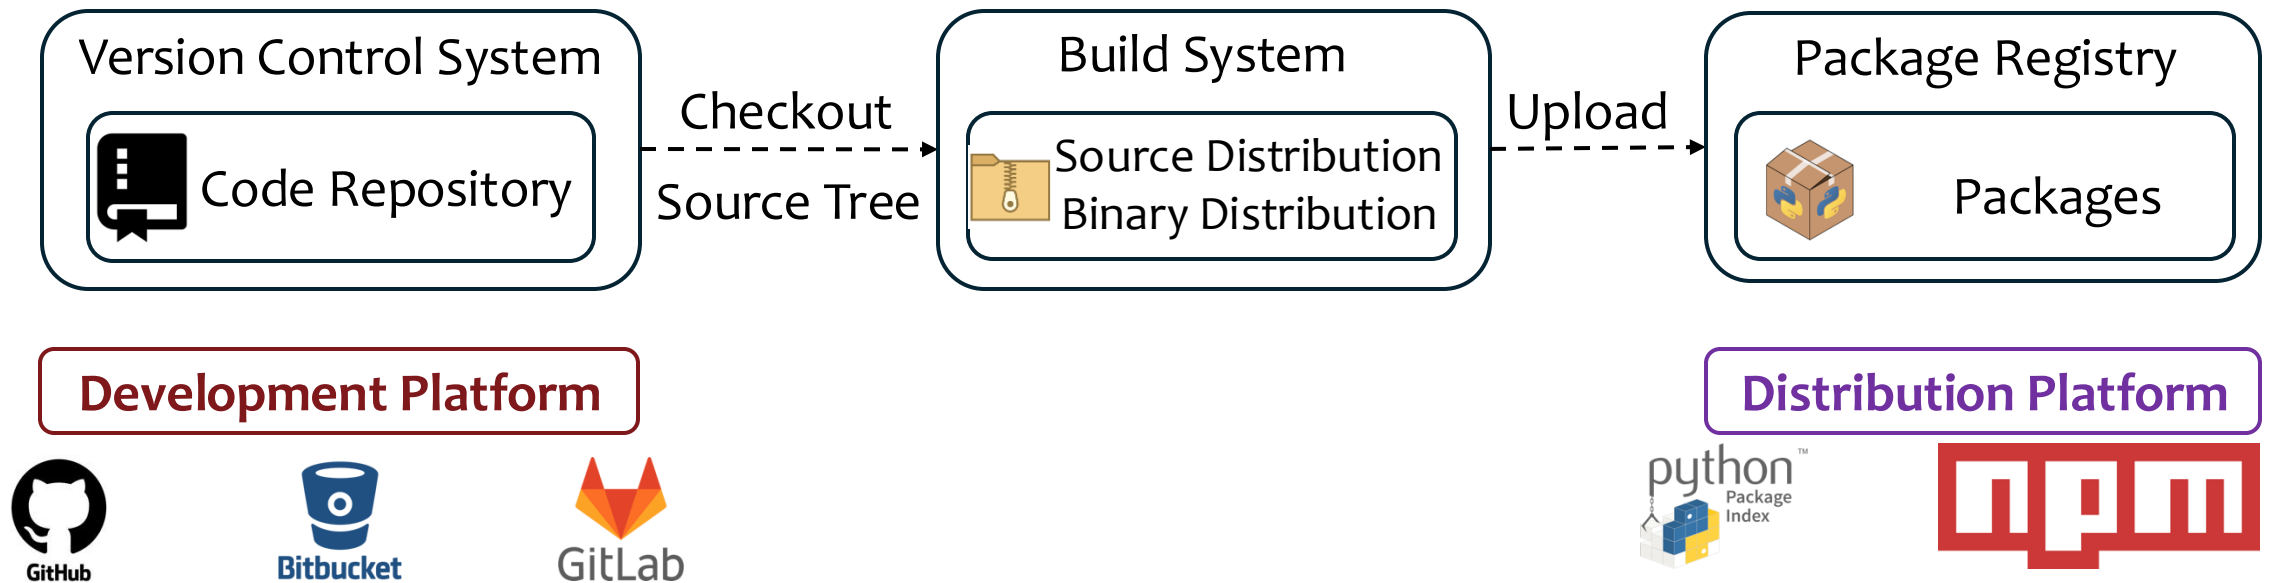 Version Control System
Code Repository
Checkout
Source Tree
Build System
Source Distribution
Binary Distribution
Upload
Package Registry
Packages
Development Platform
Distribution Platform
GitHub
Bitbucket
GitLab
python™
Package
Index
npm